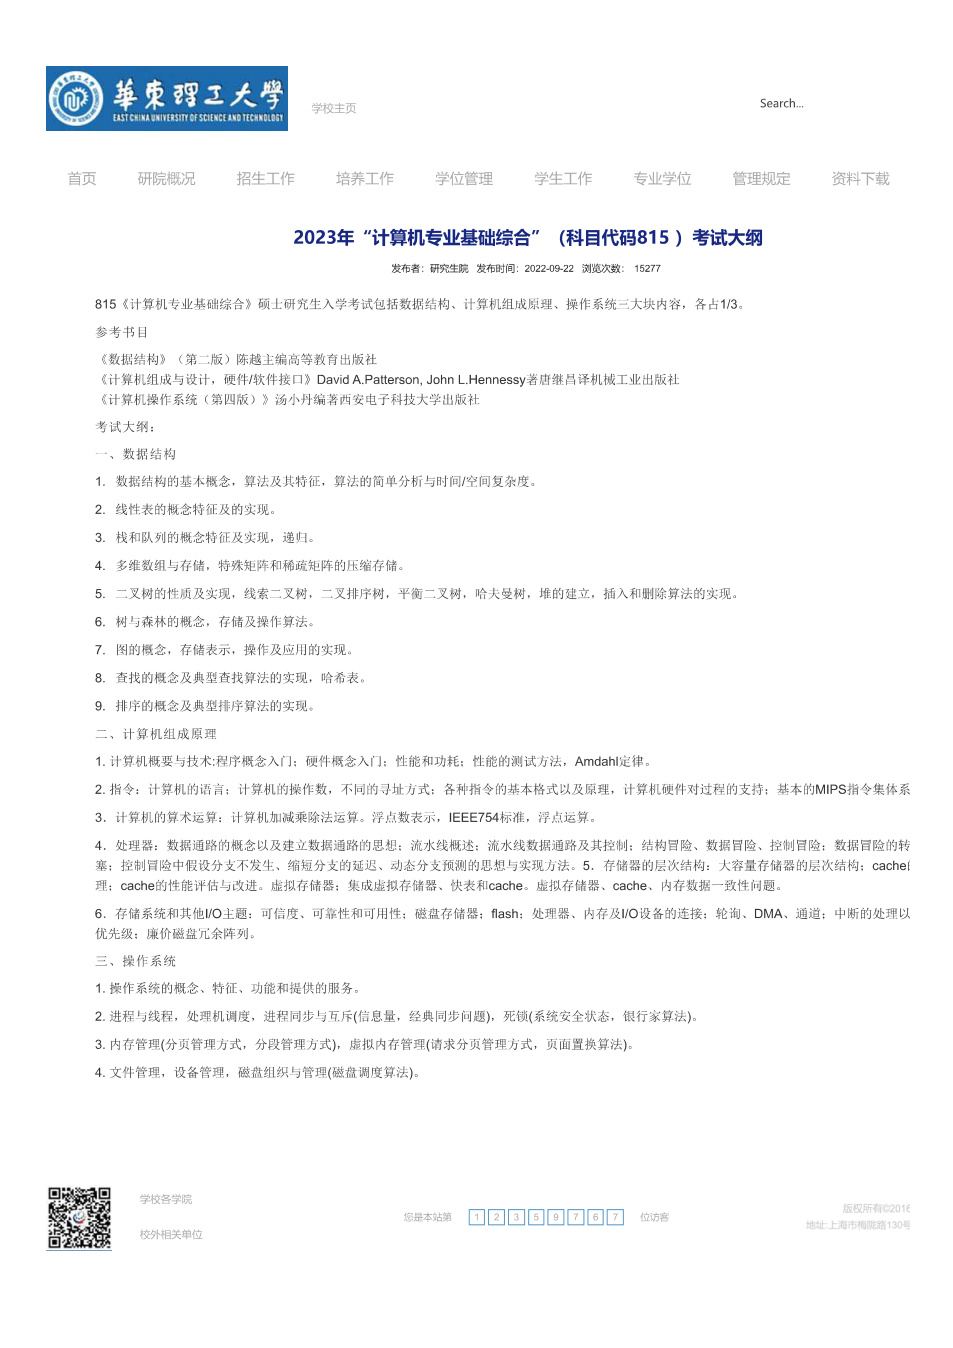 華東理工大學
EAST CHINA UNIVERSITY OF SCIENCE AND TECHNOLOGY
学校主页
Search...
首页 研院概况 招生工作 培养工作 学位管理 学生工作 专业学位 管理规定 资料下载
2023年“计算机专业基础综合”（科目代码815 ）考试大纲
发布者：研究生院 发布时间：2022-09-22 浏览次数： 15277
815《计算机专业基础综合》硕士研究生入学考试包括数据结构、计算机组成原理、操作系统三大块内容，各占1/3。
参考书目
《数据结构》（第二版）陈越主编高等教育出版社
《计算机组成与设计，硬件/软件接口》David A.Patterson, John L.Hennessy著唐继昌译机械工业出版社
《计算机操作系统（第四版）》汤小丹编著西安电子科技大学出版社
考试大纲：
一、数据结构
1. 数据结构的基本概念，算法及其特征，算法的简单分析与时间/空间复杂度。
2. 线性表的概念特征及的实现。
3. 栈和队列的概念特征及实现，递归。
4. 多维数组与存储，特殊矩阵和稀疏矩阵的压缩存储。
5. 二叉树的性质及实现，线索二叉树，二叉排序树，平衡二叉树，哈夫曼树，堆的建立，插入和删除算法的实现。
6. 树与森林的概念，存储及操作算法。
7. 图的概念，存储表示，操作及应用的实现。
8. 查找的概念及典型查找算法的实现，哈希表。
9. 排序的概念及典型排序算法的实现。
二、计算机组成原理
1. 计算机概要与技术:程序概念入门；硬件概念入门；性能和功耗；性能的测试方法，Amdahl定律。
2. 指令：计算机的语言；计算机的操作数，不同的寻址方式；各种指令的基本格式以及原理，计算机硬件对过程的支持；基本的MIPS指令集体系
3．计算机的算术运算：计算机加减乘除法运算。浮点数表示，IEEE754标准，浮点运算。
4．处理器：数据通路的概念以及建立数据通路的思想；流水线概述；流水线数据通路及其控制；结构冒险、数据冒险、控制冒险；数据冒险的转
塞；控制冒险中假设分支不发生、缩短分支的延迟、动态分支预测的思想与实现方法。5．存储器的层次结构：大容量存储器的层次结构；cache
理；cache的性能评估与改进。虚拟存储器；集成虚拟存储器、快表和cache。虚拟存储器、cache、内存数据一致性问题。
6．存储系统和其他I/O主题：可信度、可靠性和可用性；磁盘存储器；flash；处理器、内存及I/O设备的连接；轮询、DMA、通道；中断的处理以
优先级；廉价磁盘冗余阵列。
三、操作系统
1. 操作系统的概念、特征、功能和提供的服务。
2. 进程与线程，处理机调度，进程同步与互斥(信息量，经典同步问题)，死锁(系统安全状态，银行家算法)。
3. 内存管理(分页管理方式，分段管理方式)，虚拟内存管理(请求分页管理方式，页面置换算法)。
4. 文件管理，设备管理，磁盘组织与管理(磁盘调度算法)。
学校各学院
校外相关单位
您是本站第 1 2 3 5 9 7 6 7 位访客
版权所有©2016
地址:上海市梅陇路130号